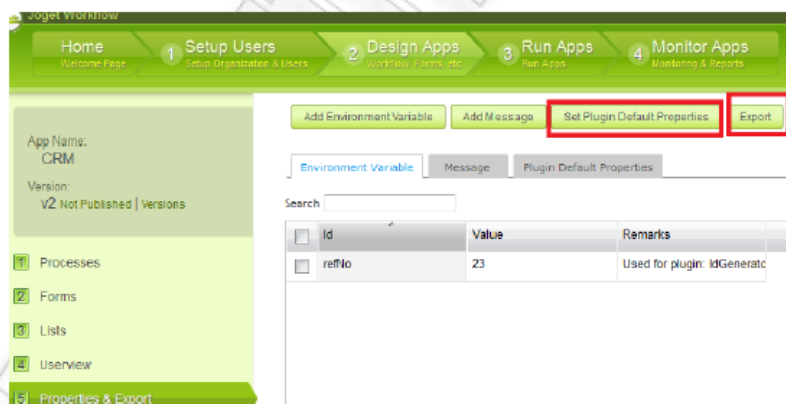 Joget Workflow
Home
Welcome Page
1 Setup Users
Setup Organization & Users
2 Design Apps
Workflow, Forms, etc
3 Run Apps
Run Apps
4 Monitor Apps
Monitoring & Reports
Add Environment Variable
Add Message
Set Plugin Default Properties
Export
App Name:
CRM
Version:
v2 Not Published | Versions
Environment Variable
Message
Plugin Default Properties
Search
Id Value Remarks
refNo 23 Used for plugin: IdGenerato
1 Processes
2 Forms
3 Lists
4 Userview
5 Properties & Export